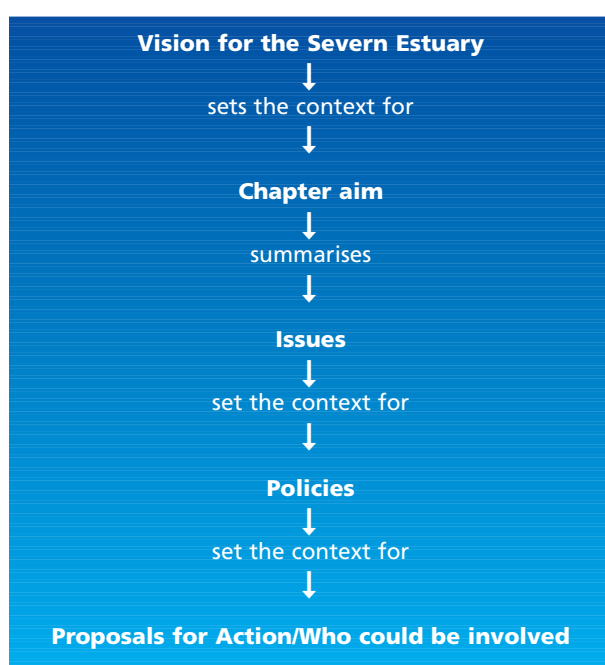 Vision for the Severn Estuary
sets the context for
Chapter aim
summarises
Issues
set the context for
Policies
set the context for
Proposals for Action/Who could be involved